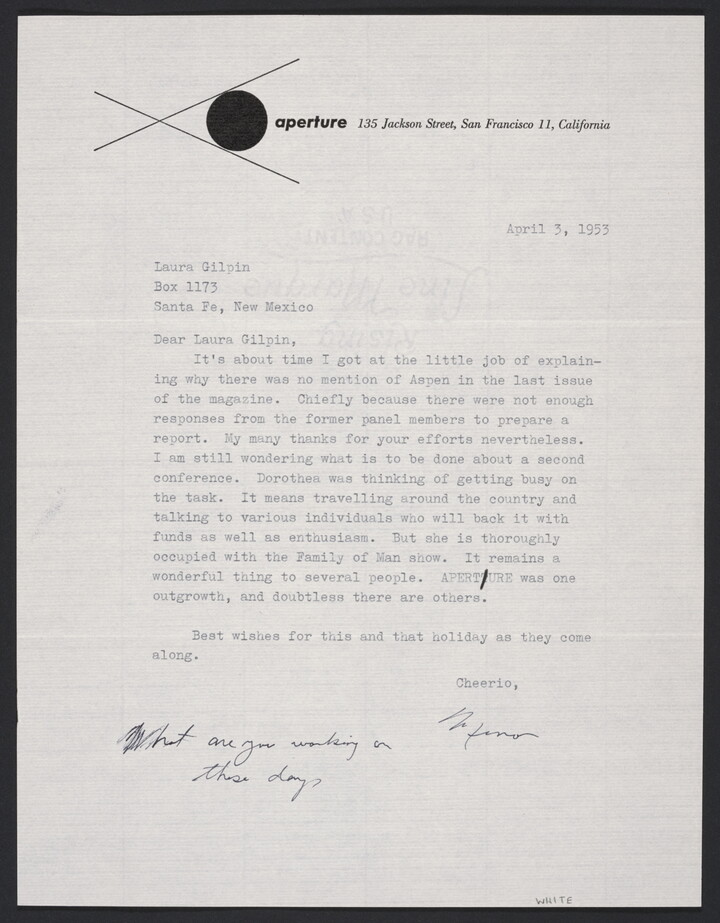 aperture 135 Jackson Street, San Francisco 11, California
April 3, 1953
Laura Gilpin
Box 1173
Santa Fe, New Mexico
Dear Laura Gilpin,
It's about time I got at the little job of explain-
ing why there was no mention of Aspen in the last issue
of the magazine. Chiefly because there were not enough
responses from the former panel members to prepare a
report. My many thanks for your efforts nevertheless.
I am still wondering what is to be done about a second
conference. Dorothea was thinking of getting busy on
the task. It means travelling around the country and
talking to various individuals who will back it with
funds as well as enthusiasm. But she is thoroughly
occupied with the Family of Man show. It remains a
wonderful thing to several people. APERT/URE was one
outgrowth, and doubtless there are others.
Best wishes for this and that holiday as they come
along.
Cheerio,
Minor
What are you working on
these days
WHITE
RAG CONTENT
USA